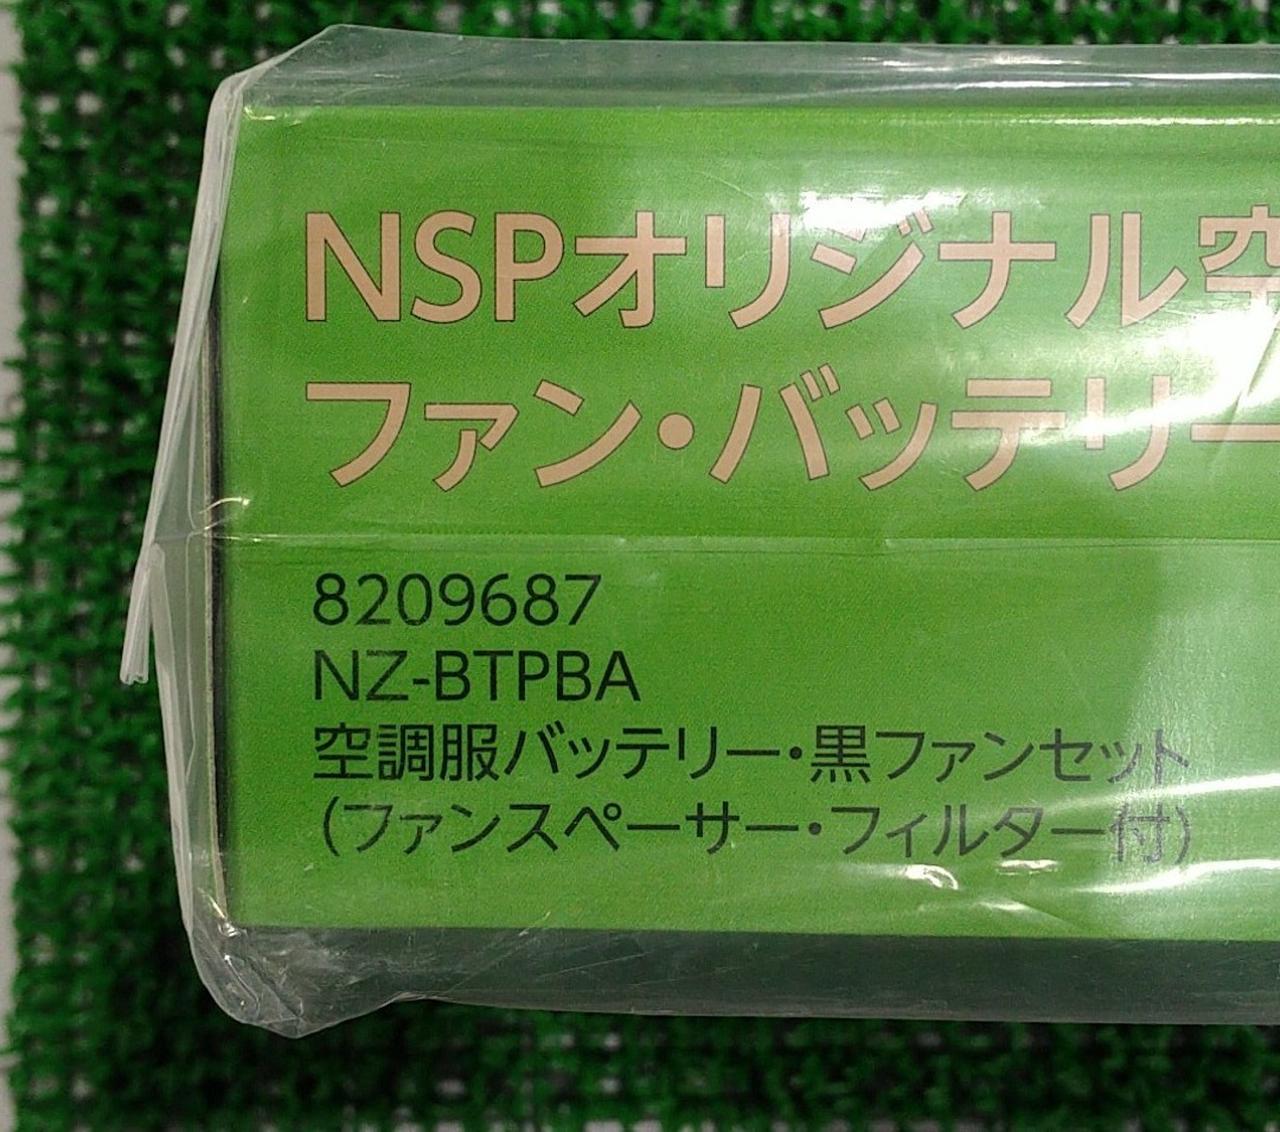 NSPオリジナル空
ファン・バッテリー
8209687
NZ-BTPBA
空調服バッテリー・黒ファンセット
(ファンスペーサー・フィルター付)